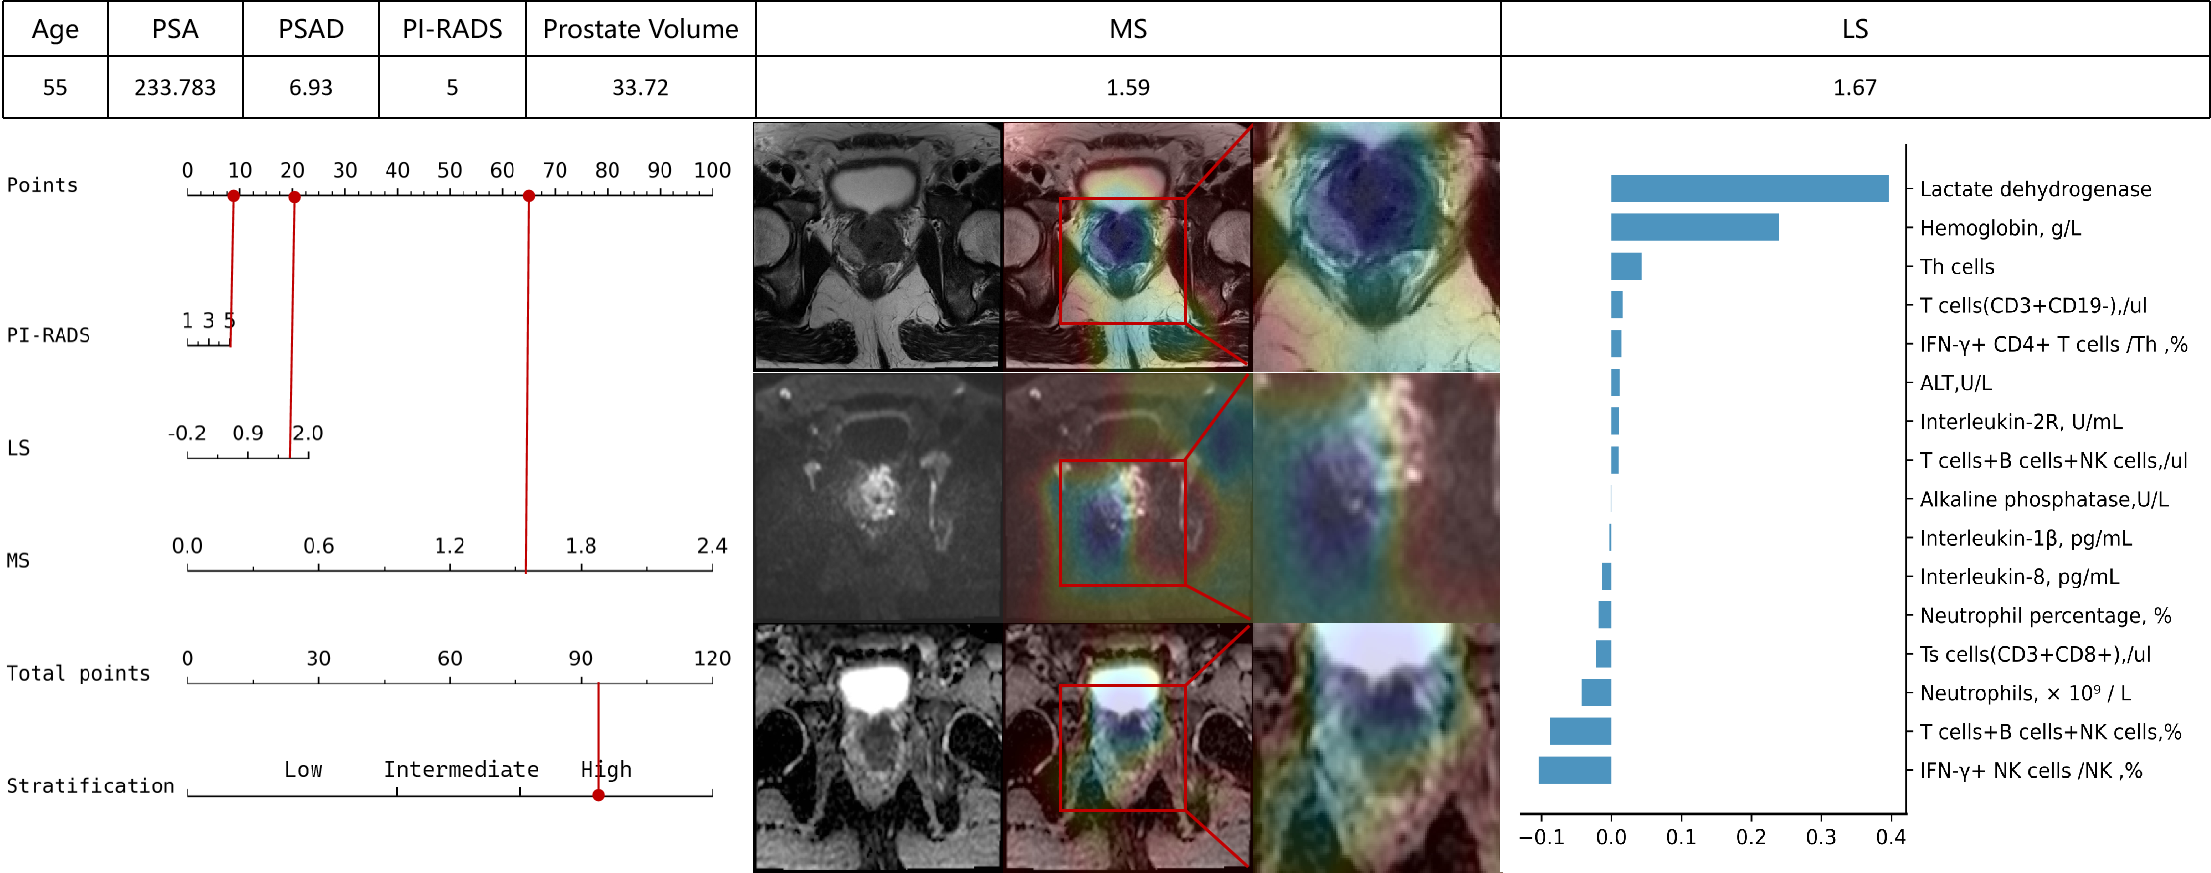 Age PSA PSAD PI-RADS Prostate Volume MS LS
55 233.783 6.93 5 33.72 1.59 1.67
Points
0 10 20 30 40 50 60 70 80 90 100
PI-RADS
1 3 5
LS
-0.2 0.9 2.0
MS
0.0 0.6 1.2 1.8 2.4
Total points
0 30 60 90 120
Stratification
Low Intermediate High
Lactate dehydrogenase
Hemoglobin, g/L
Th cells
T cells(CD3+CD19-),/ul
IFN-γ+ CD4+ T cells /Th ,%
ALT,U/L
Interleukin-2R, U/mL
T cells+B cells+NK cells,/ul
Alkaline phosphatase,U/L
Interleukin-1β, pg/mL
Interleukin-8, pg/mL
Neutrophil percentage, %
Ts cells(CD3+CD8+),/ul
Neutrophils, × 10⁹ / L
T cells+B cells+NK cells,%
IFN-γ+ NK cells /NK ,%
−0.1 0.0 0.1 0.2 0.3 0.4